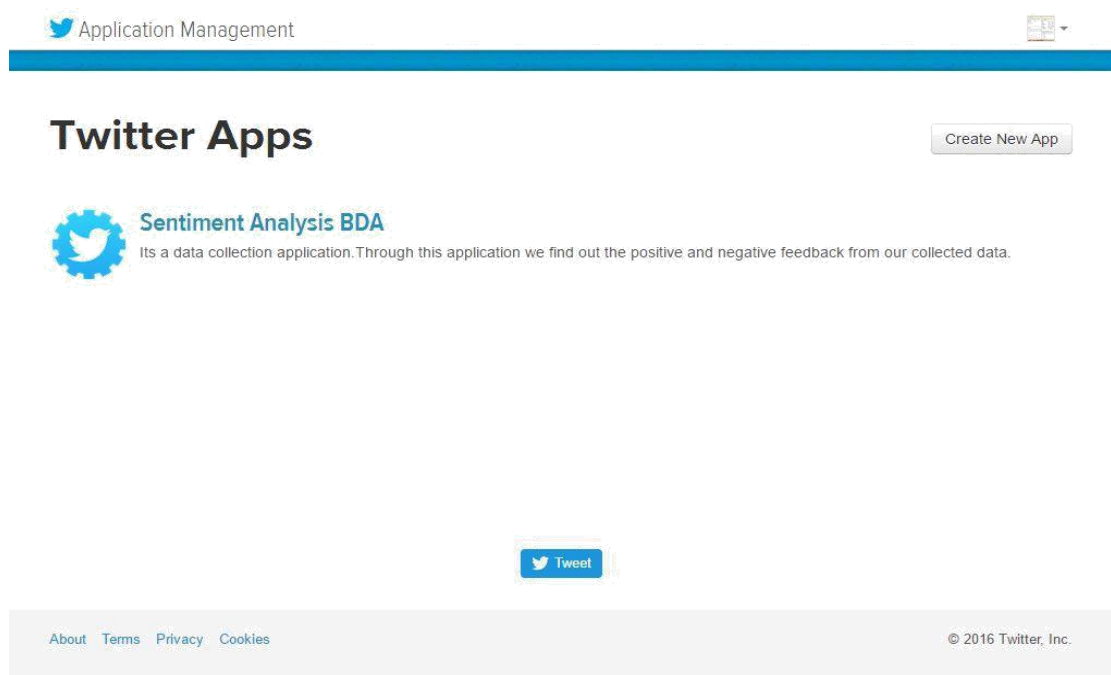 Application Management
Twitter Apps
Create New App
Sentiment Analysis BDA
Its a data collection application.Through this application we find out the positive and negative feedback from our collected data.
Tweet
About Terms Privacy Cookies
© 2016 Twitter, Inc.